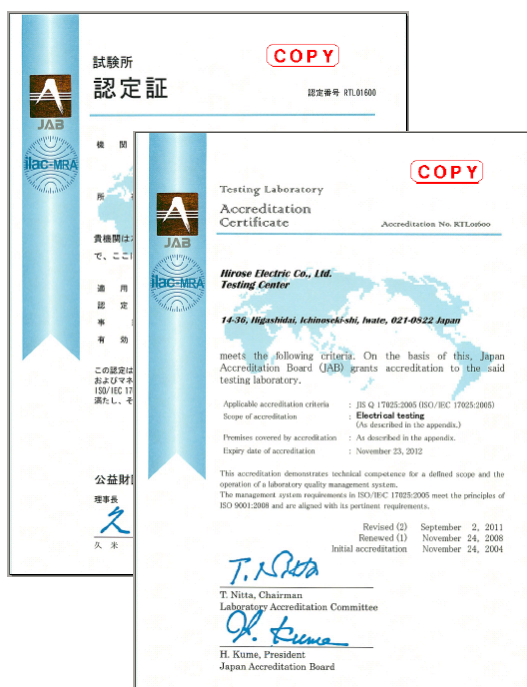 COPY
試験所
認定証
認定番号 RTL01600
JAB
ilac-MRA
機 関
所
貴機関は
で、ここ
適 用
認 定
事
有 効
この認定は
およびマネ
ISO/IEC 17
満たし、そ
公益財
理事長
久 米
COPY
Testing Laboratory
Accreditation
Certificate
Accreditation No. RTL01600
JAB
ilac-MRA
Hirose Electric Co., Ltd.
Testing Center
14-36, Higashidai, Ichinoseki-shi, Iwate, 021-0822 Japan
meets the following criteria. On the basis of this, Japan
Accreditation Board (JAB) grants accreditation to the said
testing laboratory.
Applicable accreditation criteria : JIS Q 17025:2005 (ISO/IEC 17025:2005)
Scope of accreditation : Electrical testing
(As described in the appendix.)
Premises covered by accreditation : As described in the appendix.
Expiry date of accreditation : November 23, 2012
This accreditation demonstrates technical competence for a defined scope and the
operation of a laboratory quality management system.
The management system requirements in ISO/IEC 17025:2005 meet the principles of
ISO 9001:2008 and are aligned with its pertinent requirements.
Revised (2) September 2, 2011
Renewed (1) November 24, 2008
Initial accreditation November 24, 2004
T. Nitta
T. Nitta, Chairman
Laboratory Accreditation Committee
H. Kume
H. Kume, President
Japan Accreditation Board